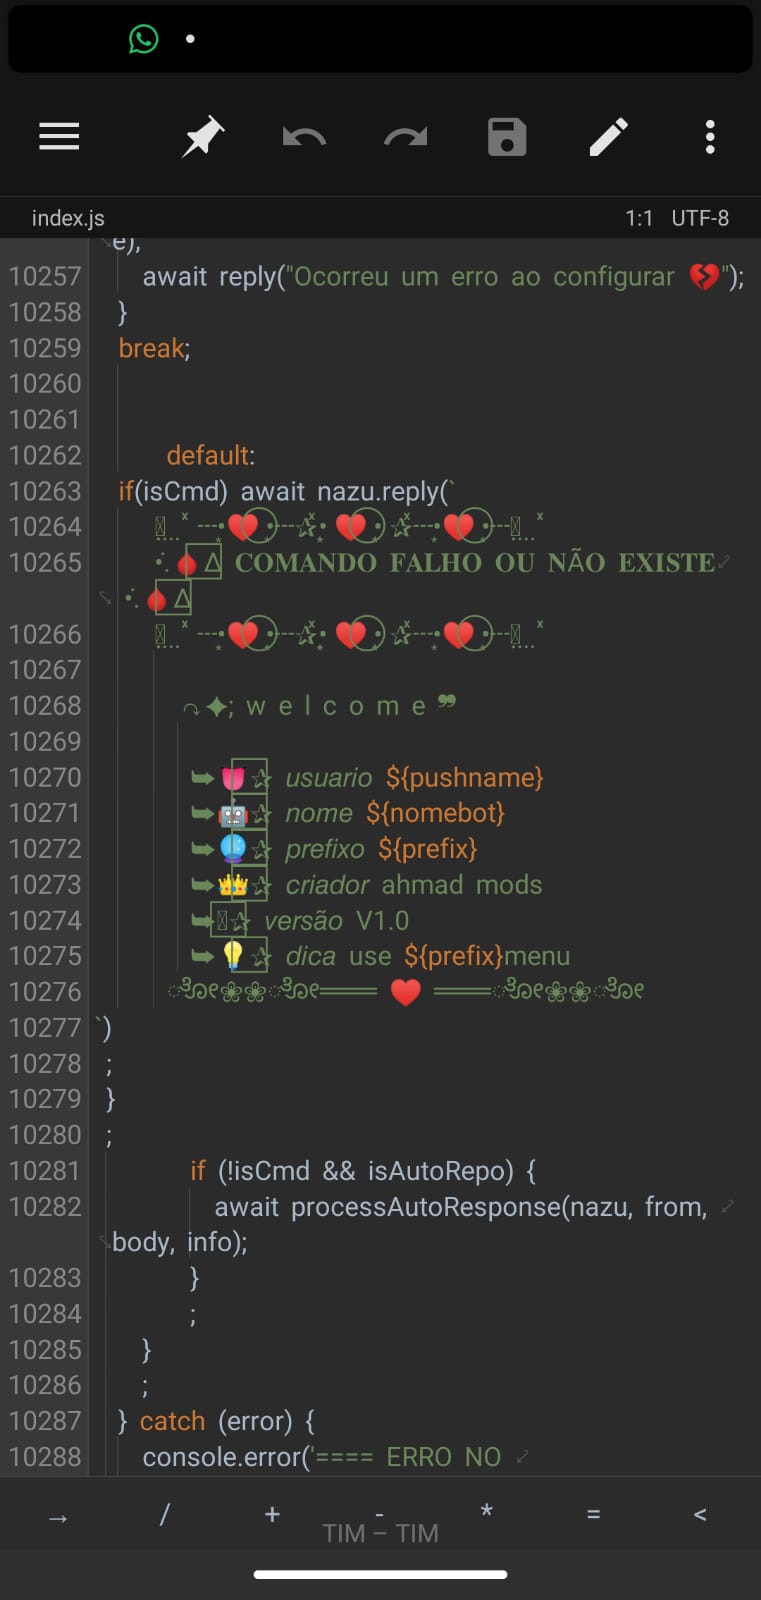 index.js 1:1 UTF-8
e);
10257 await reply("Ocorreu um erro ao configurar 💔");
10258 }
10259 break;
10260
10261
10262 default:
10263 if(isCmd) await nazu.reply(`
10264
10265 𝐂𝐎𝐌𝐀𝐍𝐃𝐎 𝐅𝐀𝐋𝐇𝐎 𝐎𝐔 𝐍Ã𝐎 𝐄𝐗𝐈𝐒𝐓𝐄
10266
10267
10268 ⤵✦; w e l c o m e ❞
10269
10270 ➥🌷✰ 𝘶𝘴𝘶𝘢𝘳𝘪𝘰 ${pushname}
10271 ➥🤖✰ 𝘯𝘰𝘮𝘦 ${nomebot}
10272 ➥🔮✰ 𝘱𝘳𝘦𝘧𝘪𝘹𝘰 ${prefix}
10273 ➥👑✰ 𝘤𝘳𝘪𝘢𝘥𝘰𝘳 ahmad mods
10274 ➥✰ 𝘷𝘦𝘳𝘴ã𝘰 V1.0
10275 ➥💡✰ 𝘥𝘪𝘤𝘢 use ${prefix}menu
10276 ════ ♥️ ════
10277 `)
10278 ;
10279 }
10280 ;
10281 if (!isCmd && isAutoRepo) {
10282 await processAutoResponse(nazu, from,
body, info);
10283 }
10284 ;
10285 }
10286 ;
10287 } catch (error) {
10288 console.error('==== ERRO NO
→ / + - * = <
TIM – TIM